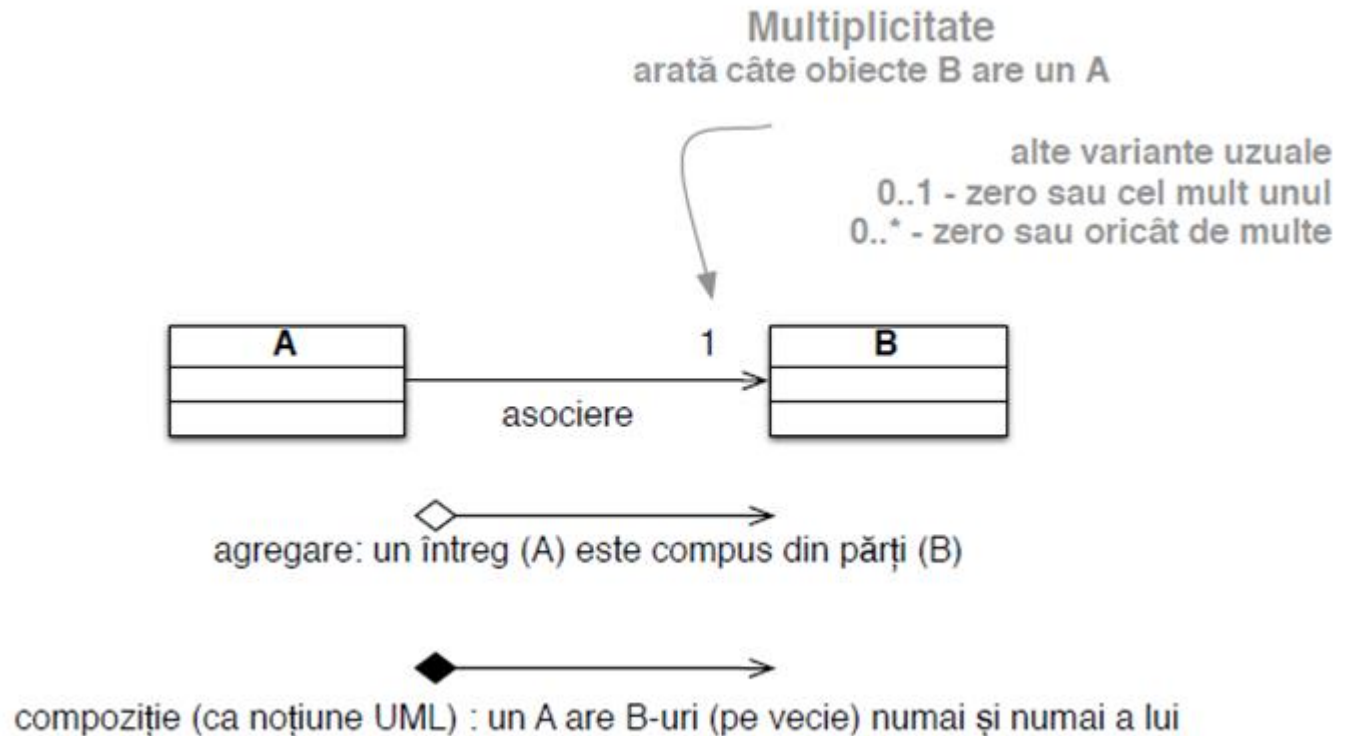 Multiplicitate
arată câte obiecte B are un A
alte variante uzuale
0..1 - zero sau cel mult unul
0..* - zero sau oricât de multe
A
1
B
asociere
agregare: un întreg (A) este compus din părți (B)
compoziție (ca noțiune UML) : un A are B-uri (pe vecie) numai și numai a lui